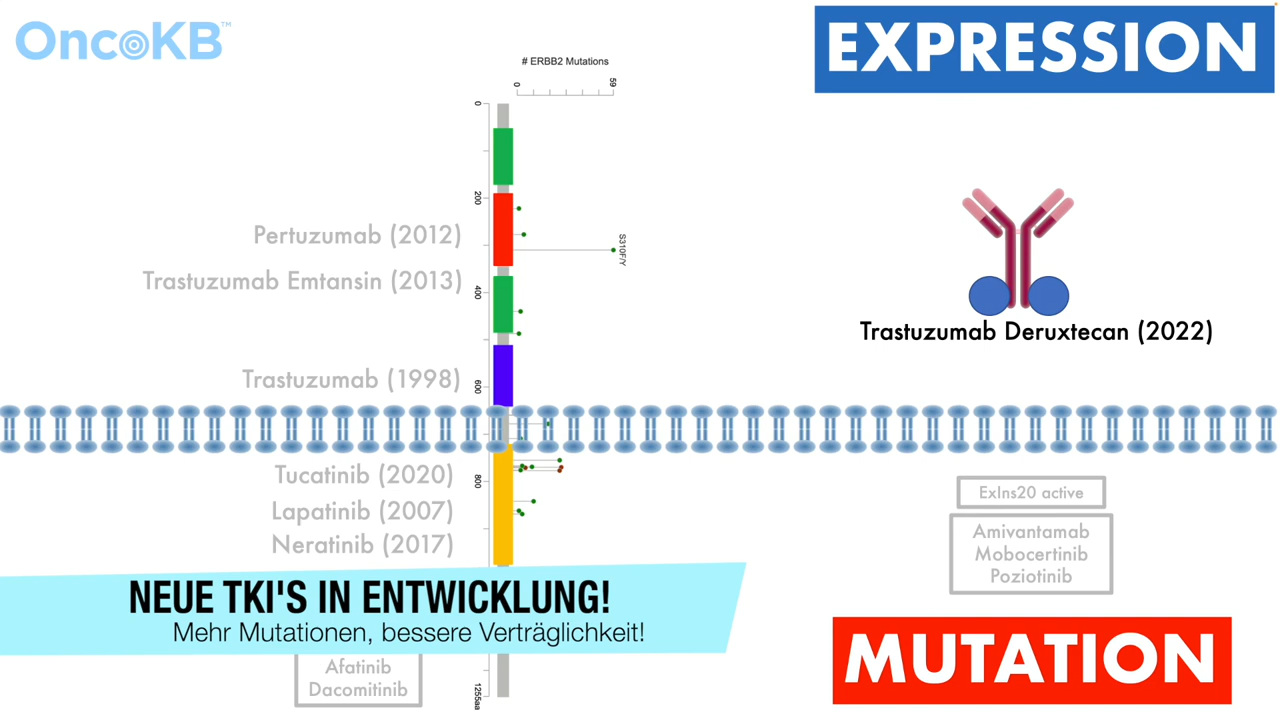 OncoKB™
EXPRESSION
# ERBB2 Mutations
0
59
0
200
S310F/Y
Pertuzumab (2012)
Trastuzumab Emtansin (2013)
400
Trastuzumab Deruxtecan (2022)
Trastuzumab (1998)
600
Tucatinib (2020)
800
Lapatinib (2007)
Neratinib (2017)
ExIns20 active
Amivantamab
Mobocertinib
Poziotinib
NEUE TKI'S IN ENTWICKLUNG!
Mehr Mutationen, bessere Verträglichkeit!
Afatinib
Dacomitinib
1255aa
MUTATION